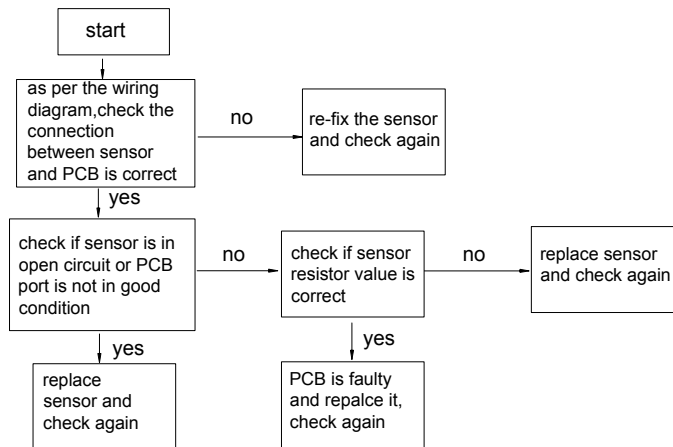 start
as per the wiring
diagram,check the
connection
between sensor
and PCB is correct
no
re-fix the sensor
and check again
yes
check if sensor is in
open circuit or PCB
port is not in good
condition
no
check if sensor
resistor value is
correct
no
replace sensor
and check again
yes
replace
sensor and
check again
yes
PCB is faulty
and repalce it,
check again